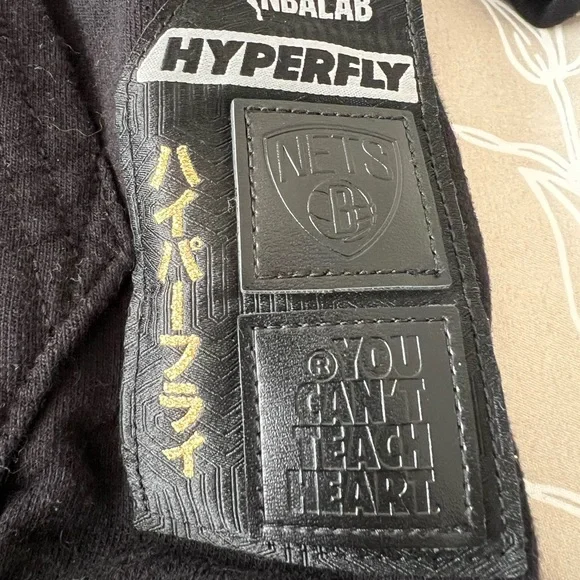 NBALAB
HYPERFLY
ハイパーフライ
NETS
B
®YOU
CAN'T
TEACH
HEART.